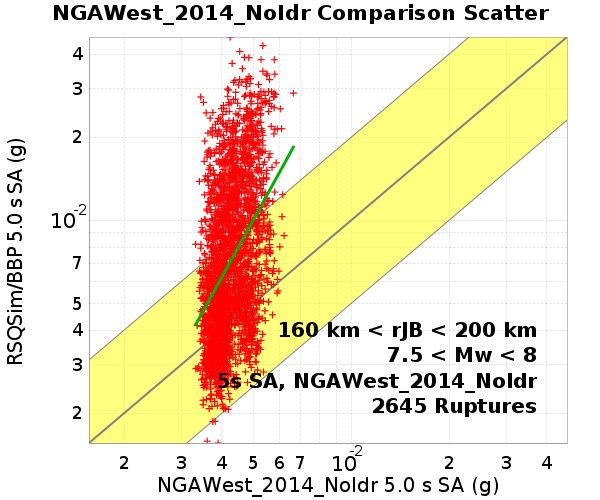 NGAWest_2014_NoIdr Comparison Scatter
4
3
2
10-2
7
5
4
3
2
RSQSim/BBP 5.0 s SA (g)
160 km < rJB < 200 km
7.5 < Mw < 8
5s SA, NGAWest_2014_NoIdr
2645 Ruptures
2 3 4 5 6 7 10-2 2 3 4
NGAWest_2014_NoIdr 5.0 s SA (g)